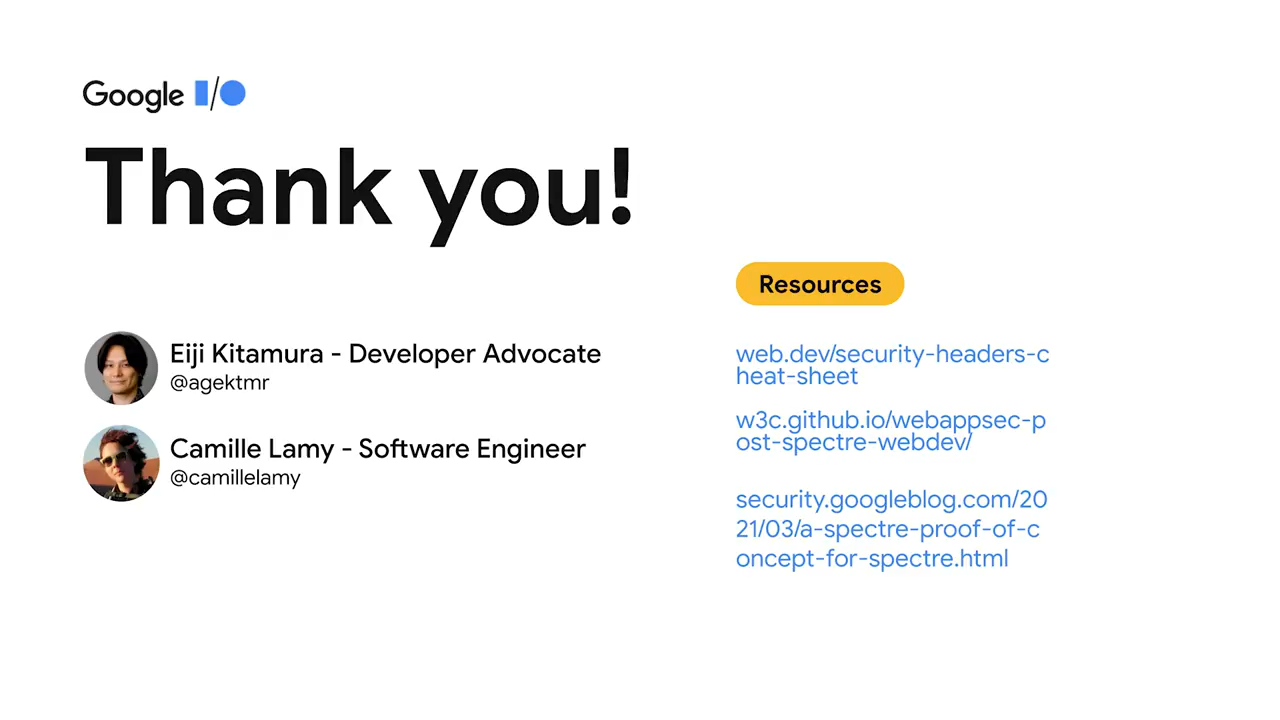 Google I/O
Thank you!
Eiji Kitamura - Developer Advocate
@agektmr
Camille Lamy - Software Engineer
@camillelamy
Resources
web.dev/security-headers-c
heat-sheet
w3c.github.io/webappsec-p
ost-spectre-webdev/
security.googleblog.com/20
21/03/a-spectre-proof-of-c
oncept-for-spectre.html